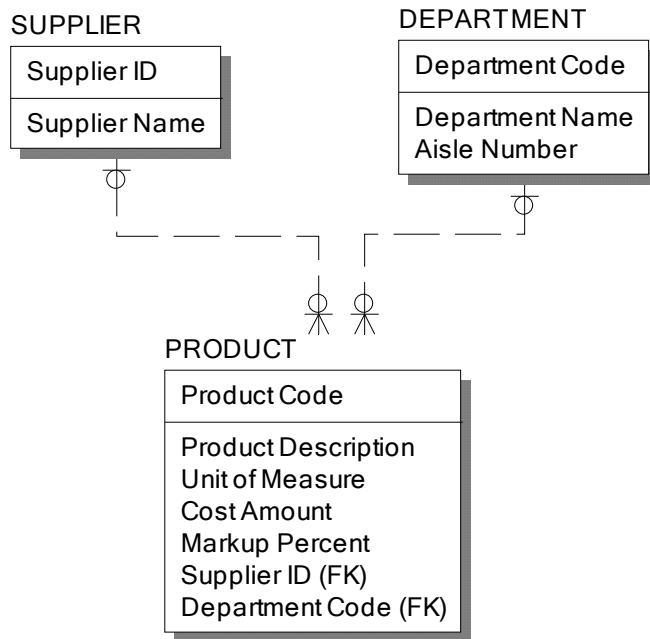 SUPPLIER
Supplier ID
Supplier Name
DEPARTMENT
Department Code
Department Name
Aisle Number
PRODUCT
Product Code
Product Description
Unit of Measure
Cost Amount
Markup Percent
Supplier ID (FK)
Department Code (FK)